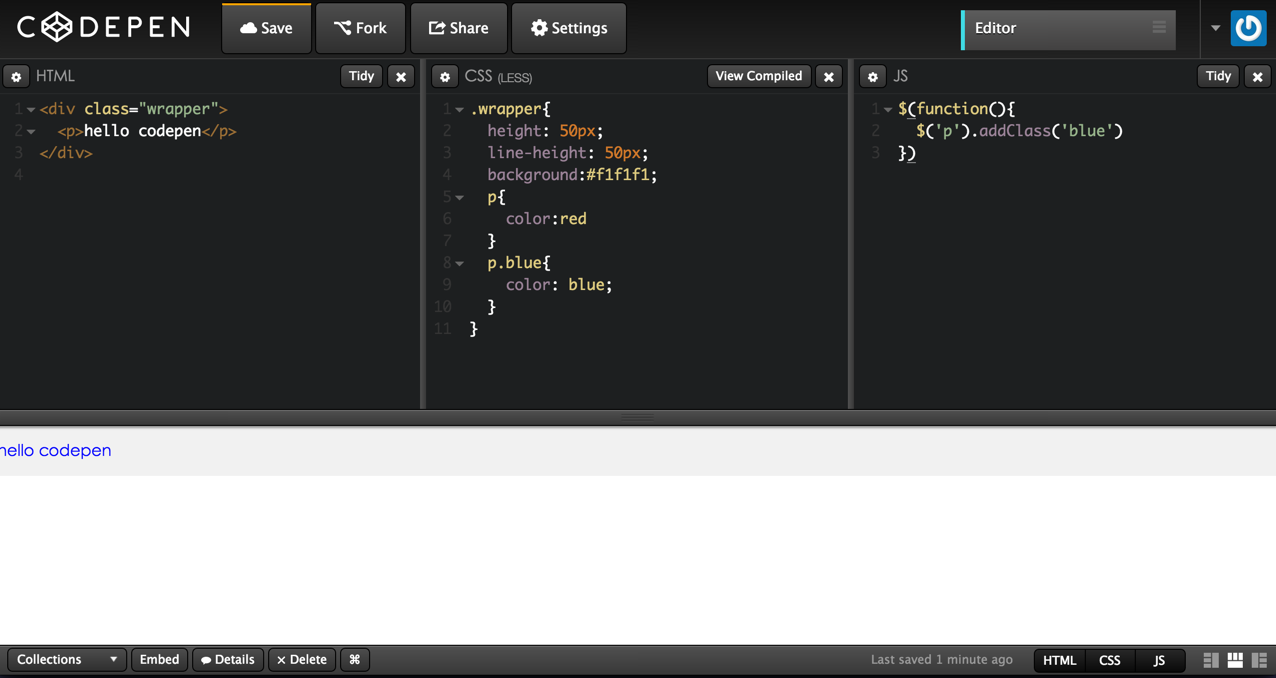 CODEPEN Save Fork Share Settings Editor
HTML Tidy
1 <div class="wrapper">
2 <p>hello codepen</p>
3 </div>
4
CSS (LESS) View Compiled
1 .wrapper{
2 height: 50px;
3 line-height: 50px;
4 background:#f1f1f1;
5 p{
6 color:red
7 }
8 p.blue{
9 color: blue;
10 }
11 }
JS Tidy
1 $(function(){
2 $('p').addClass('blue')
3 })
hello codepen
Collections Embed Details × Delete ⌘ Last saved 1 minute ago HTML CSS JS